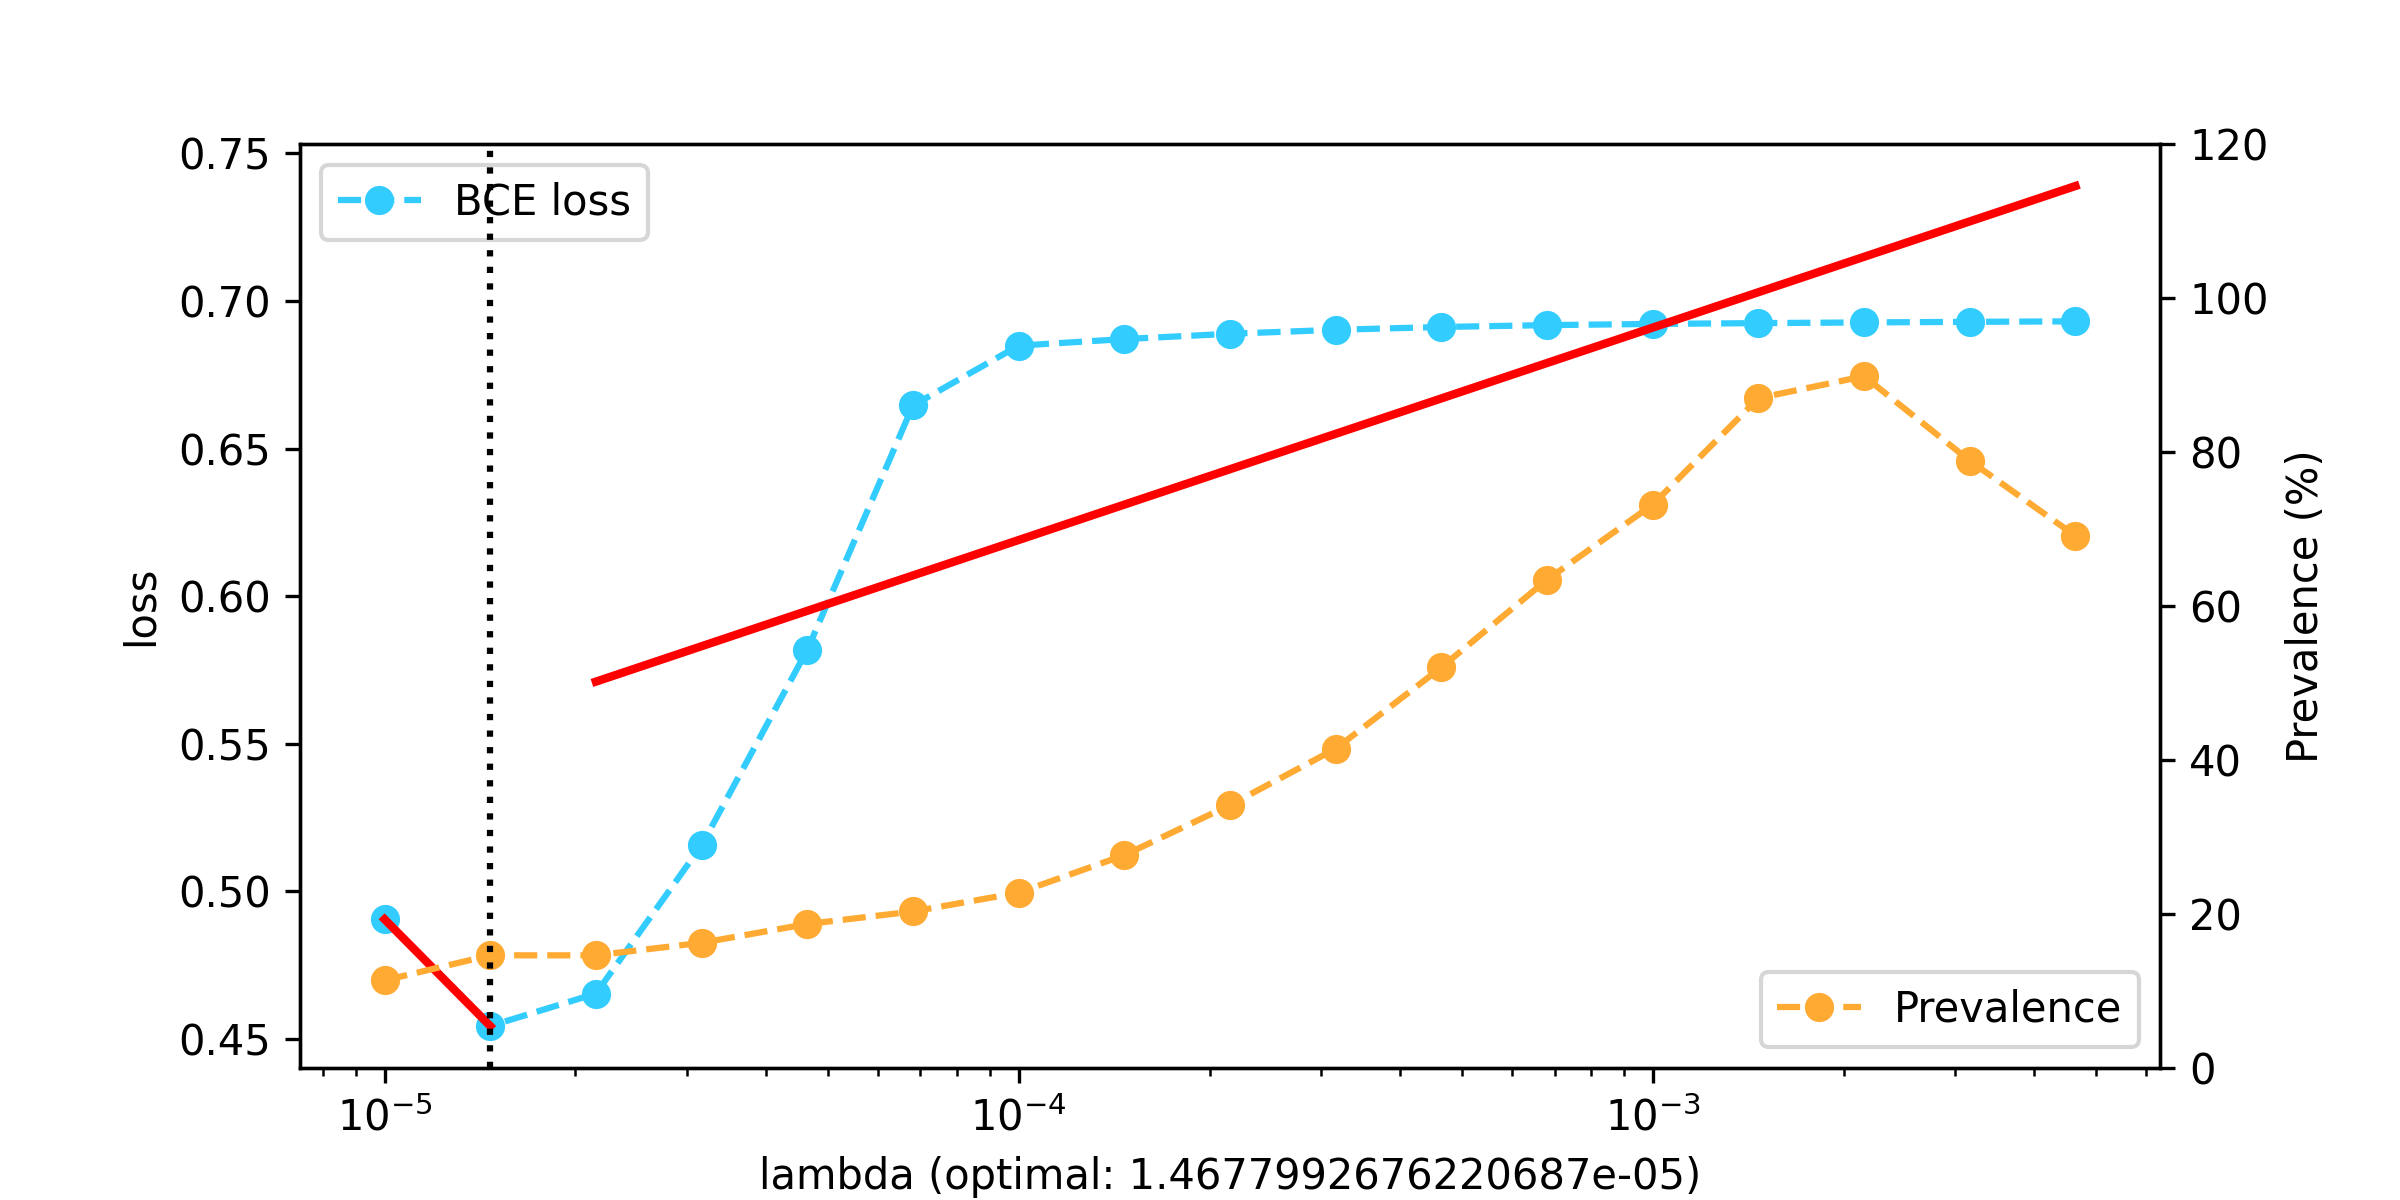 BCE loss
0.75
0.70
0.65
0.60
0.55
0.50
0.45
loss
120
100
80
60
40
20
0
Prevalence (%)
Prevalence
10⁻⁵ 10⁻⁴ 10⁻³
lambda (optimal: 1.4677992676220687e-05)